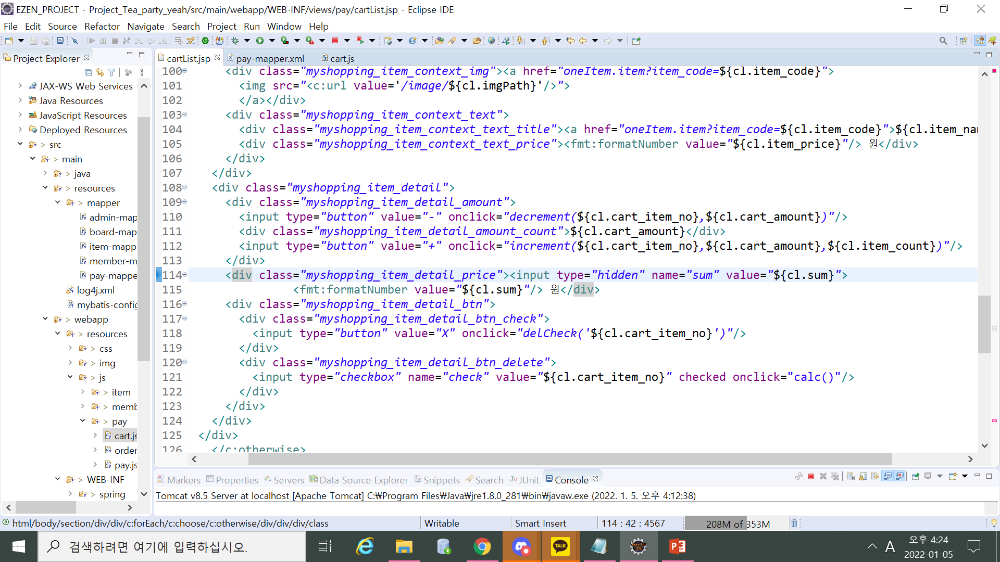 EZEN_PROJECT - Project_Tea_party_yeah/src/main/webapp/WEB-INF/views/pay/cartList.jsp - Eclipse IDE
File Edit Source Refactor Navigate Search Project Run Window Help
Project Explorer
JAX-WS Web Services
Java Resources
JavaScript Resources
Deployed Resources
> src
> main
> java
> resources
> mapper
admin-map
board-map
item-mapp
member-m
pay-mappe
log4j.xml
mybatis-config
> webapp
> resources
> css
> img
> js
> item
> memb
> pay
cart.js
order
pay.js
> WEB-INF
> spring
cartList.jsp pay-mapper.xml cart.js
100 <div class="myshopping_item_context_img"><a href="oneItem.item?item_code=${cl.item_code}">
101 <img src="<c:url value='/image/${cl.imgPath}'/>">
102 </a></div>
103 <div class="myshopping_item_context_text">
104 <div class="myshopping_item_context_text_title"><a href="oneItem.item?item_code=${cl.item_code}">${cl.item_nam
105 <div class="myshopping_item_context_text_price"><fmt:formatNumber value="${cl.item_price}"/> 원</div>
106 </div>
107 </div>
108 <div class="myshopping_item_detail">
109 <div class="myshopping_item_detail_amount">
110 <input type="button" value="-" onclick="decrement(${cl.cart_item_no},${cl.cart_amount})"/>
111 <div class="myshopping_item_detail_amount_count">${cl.cart_amount}</div>
112 <input type="button" value="+" onclick="increment(${cl.cart_item_no},${cl.cart_amount},${cl.item_count})"/>
113 </div>
114 <div class="myshopping_item_detail_price"><input type="hidden" name="sum" value="${cl.sum}">
115 <fmt:formatNumber value="${cl.sum}"/> 원</div>
116 <div class="myshopping_item_detail_btn">
117 <div class="myshopping_item_detail_btn_check">
118 <input type="button" value="X" onclick="delCheck('${cl.cart_item_no}')"/>
119 </div>
120 <div class="myshopping_item_detail_btn_delete">
121 <input type="checkbox" name="check" value="${cl.cart_item_no}" checked onclick="calc()"/>
122 </div>
123 </div>
124 </div>
125 </div>
126 </c:otherwise>
Markers Properties Servers Data Source Explorer Snippets Search JUnit Console
Tomcat v8.5 Server at localhost [Apache Tomcat] C:₩Program Files₩Java₩jre1.8.0_281₩bin₩javaw.exe (2022. 1. 5. 오후 4:12:38)
html/body/section/div/div/c:forEach/c:choose/c:otherwise/div/div/div/class Writable Smart Insert 114 : 42 : 4567 208M of 353M
검색하려면 여기에 입력하십시오. TALK Java EE IDE A 오후 4:24
2022-01-05